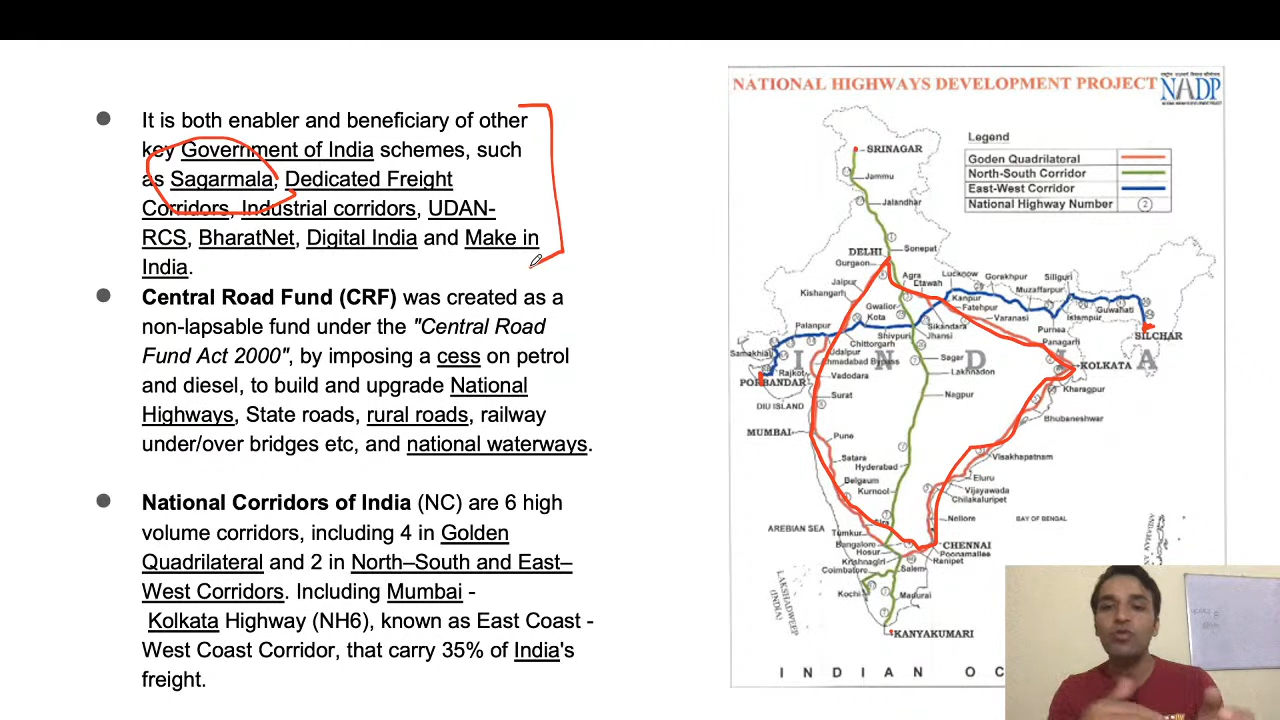 It is both enabler and beneficiary of other
key Government of India schemes, such
as Sagarmala, Dedicated Freight
Corridors, Industrial corridors, UDAN-
RCS, BharatNet, Digital India and Make in
India.
Central Road Fund (CRF) was created as a
non-lapsable fund under the "Central Road
Fund Act 2000", by imposing a cess on petrol
and diesel, to build and upgrade National
Highways, State roads, rural roads, railway
under/over bridges etc, and national waterways.
National Corridors of India (NC) are 6 high
volume corridors, including 4 in Golden
Quadrilateral and 2 in North–South and East–
West Corridors. Including Mumbai -
Kolkata Highway (NH6), known as East Coast -
West Coast Corridor, that carry 35% of India's
freight.
NATIONAL HIGHWAYS DEVELOPMENT PROJECT
NADP
Legend
Goden Quadrilateral
North-South Corridor
East-West Corridor
National Highway Number 2
SRINAGAR
Jammu
Jalandhar
DELHI
Sonepat
Gurgaon
Agra
Etawah
Lucknow
Gorakhpur
Siliguri
Jaipur
Muzaffarpur
Kishangarh
Kanpur
Gwalior
Fatehpur
Guwahati
Kota
Varanasi
Islampur
Palanpur
Sikandara
Purnea
Shivpuri
Jhansi
SILCHAR
Chittorgarh
Panagarh
Samakhiali
Udaipur
Ahmadabad Bypass
Sagar
I N D I A
KOLKATA
Rajkot
Vadodara
Lakhnadon
PORBANDAR
Kharagpur
Surat
Nagpur
DIU ISLAND
Bhubaneshwar
MUMBAI
Pune
Satara
Visakhapatnam
Hyderabad
Belgaum
Eluru
Kurnool
Vijayawada
Chilakaluripet
Nellore
BAY OF BENGAL
AREBIAN SEA
Sira
Tumkur
Bangalore
CHENNAI
Hosur
Poonamallee
Krishnagiri
Ranipet
Coimbatore
Salem
Kochi
Madurai
LAKSHADWEEP
(INDIA)
KANYAKUMARI
I N D I A N O C